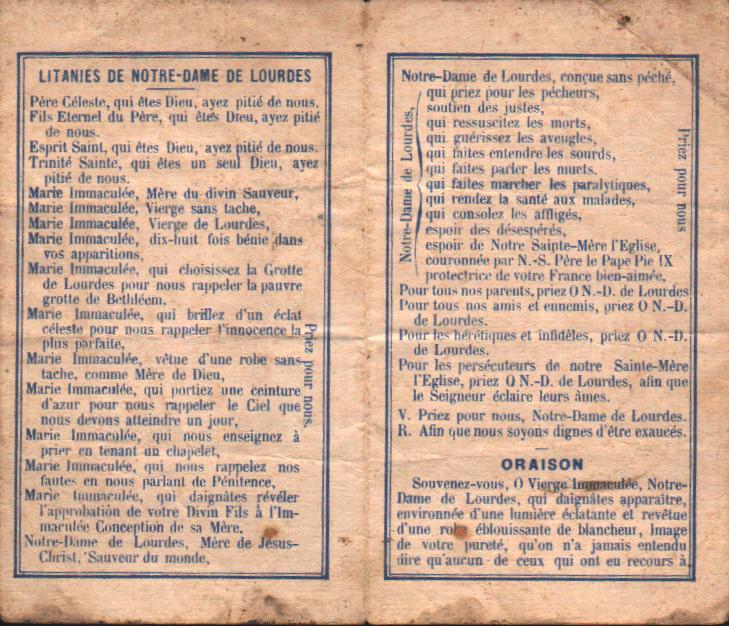 LITANIES DE NOTRE-DAME DE LOURDES
Père Céleste, qui êtes Dieu, ayez pitié de nous.
Fils Eternel du Père, qui êtes Dieu, ayez pitié
de nous.
Esprit Saint, qui êtes Dieu, ayez pitié de nous.
Trinité Sainte, qui êtes un seul Dieu, ayez
pitié de nous.
Marie Immaculée, Mère du divin Sauveur,
Marie Immaculée, Vierge sans tache,
Marie Immaculée, Vierge de Lourdes,
Marie Immaculée, dix-huit fois bénie dans
vos apparitions,
Marie Immaculée, qui choisissez la Grotte
de Lourdes pour nous rappeler la pauvre
grotte de Bethléem,
Marie Immaculée, qui brillez d'un éclat
céleste pour nous rappeler l'innocence la
plus parfaite,
Marie Immaculée, vêtue d'une robe sans
tache, comme Mère de Dieu,
Marie Immaculée, qui portiez une ceinture
d'azur pour nous rappeler le Ciel que
nous devons atteindre un jour,
Marie Immaculée, qui nous enseignez à
prier en tenant un chapelet,
Marie Immaculée, qui nous rappelez nos
fautes en nous parlant de Pénitence,
Marie Immaculée, qui daignâtes révéler
l'approbation de votre Divin Fils à l'Im-
maculée Conception de sa Mère.
Notre-Dame de Lourdes, Mère de Jésus-
Christ, Sauveur du monde,
Priez pour nous.
Notre-Dame de Lourdes, conçue sans péché,
Notre-Dame de Lourdes,
qui priez pour les pécheurs,
soutien des justes,
qui ressuscitez les morts,
qui guérissez les aveugles,
qui faites entendre les sourds,
qui faites parler les muets.
qui faites marcher les paralytiques,
qui rendez la santé aux malades,
qui consolez les affligés,
espoir des désespérés,
espoir de Notre Sainte-Mère l'Eglise,
couronnée par N.-S. Père le Pape Pie IX
protectrice de votre France bien-aimée,
Priez pour nous
Pour tous nos parents, priez O N.-D. de Lourdes
Pour tous nos amis et ennemis, priez O N.-D.
de Lourdes.
Pour les hérétiques et infidèles, priez O N.-D.
de Lourdes.
Pour les persécuteurs de notre Sainte-Mère
l'Eglise, priez O N.-D. de Lourdes, afin que
le Seigneur éclaire leurs âmes.
V. Priez pour nous, Notre-Dame de Lourdes.
R. Afin que nous soyons dignes d'être exaucés.
ORAISON
Souvenez-vous, O Vierge Immaculée, Notre-
Dame de Lourdes, qui daignâtes apparaître,
environnée d'une lumière éclatante et revêtue
d'une robe éblouissante de blancheur, Image
de votre pureté, qu'on n'a jamais entendu
dire qu'aucun de ceux qui ont eu recours à